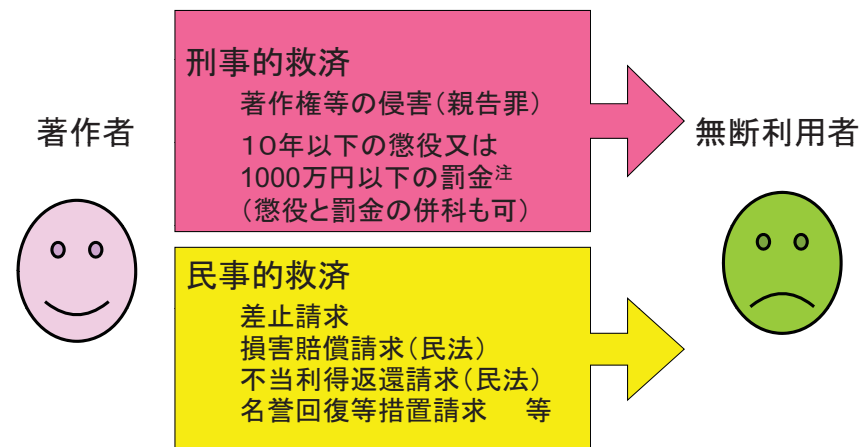 著作者
刑事的救済
著作権等の侵害（親告罪）
１０年以下の懲役又は
1000万円以下の罰金注
（懲役と罰金の併科も可）
無断利用者
民事的救済
差止請求
損害賠償請求（民法）
不当利得返還請求（民法）
名誉回復等措置請求　等